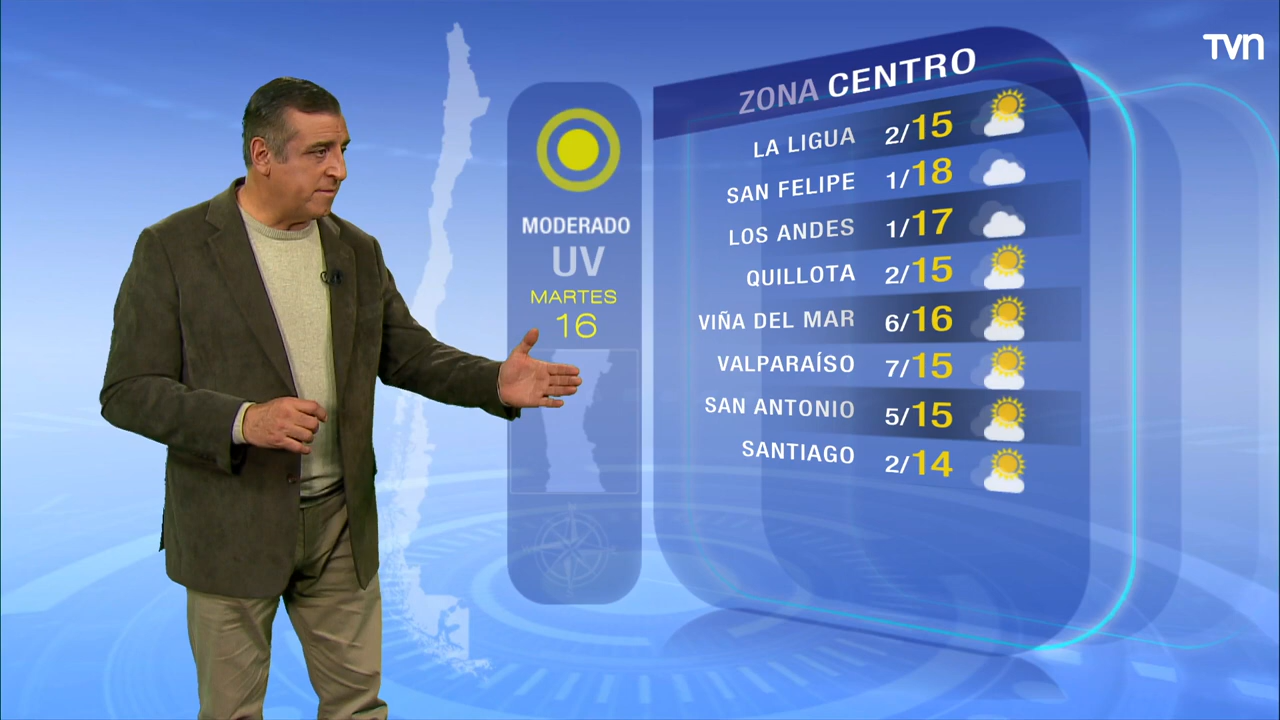 TVN
ZONA CENTRO
LA LIGUA 2/15
SAN FELIPE 1/18
LOS ANDES 1/17
QUILLOTA 2/15
VIÑA DEL MAR 6/16
VALPARAÍSO 7/15
SAN ANTONIO 5/15
SANTIAGO 2/14
MODERADO
UV
MARTES
16